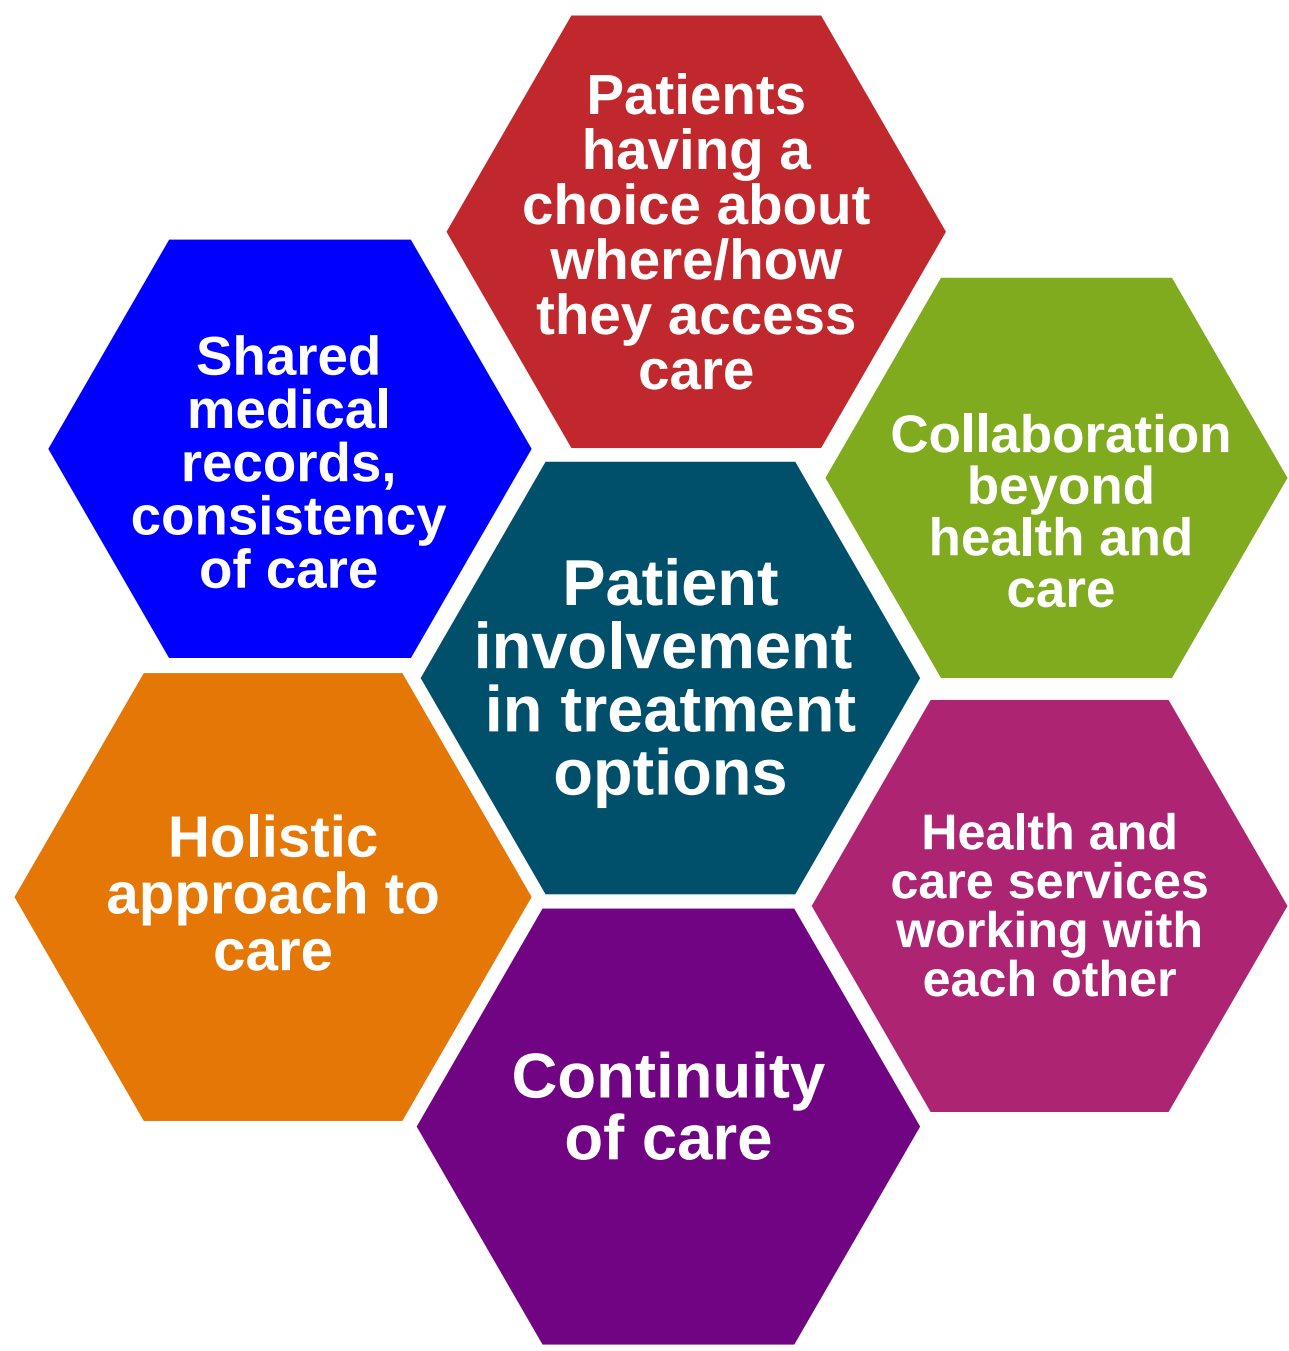 Patients
having a
choice about
where/how
they access
care
Shared
medical
records,
consistency
of care
Collaboration
beyond
health and
care
Patient
involvement
in treatment
options
Holistic
approach to
care
Health and
care services
working with
each other
Continuity
of care